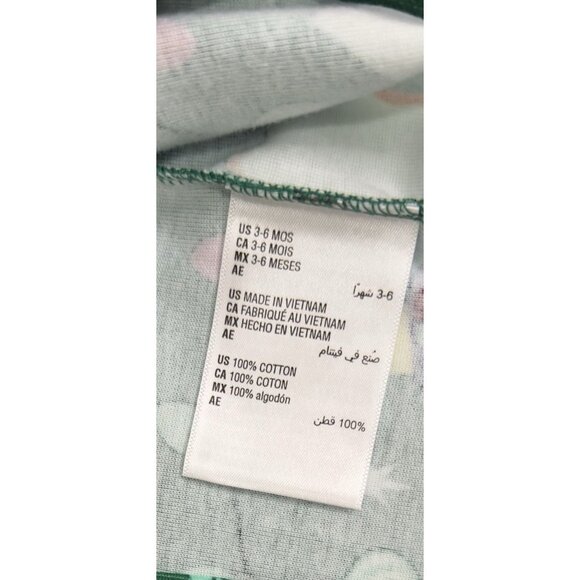 US 3-6 MOS
CA 3-6 MOIS
MX 3-6 MESES
AE
3-6 شهرًا
US MADE IN VIETNAM
CA FABRIQUÉ AU VIETNAM
MX HECHO EN VIETNAM
AE
صُنع في فيتنام
US 100% COTTON
CA 100% COTON
MX 100% algodón
AE
100% قطن